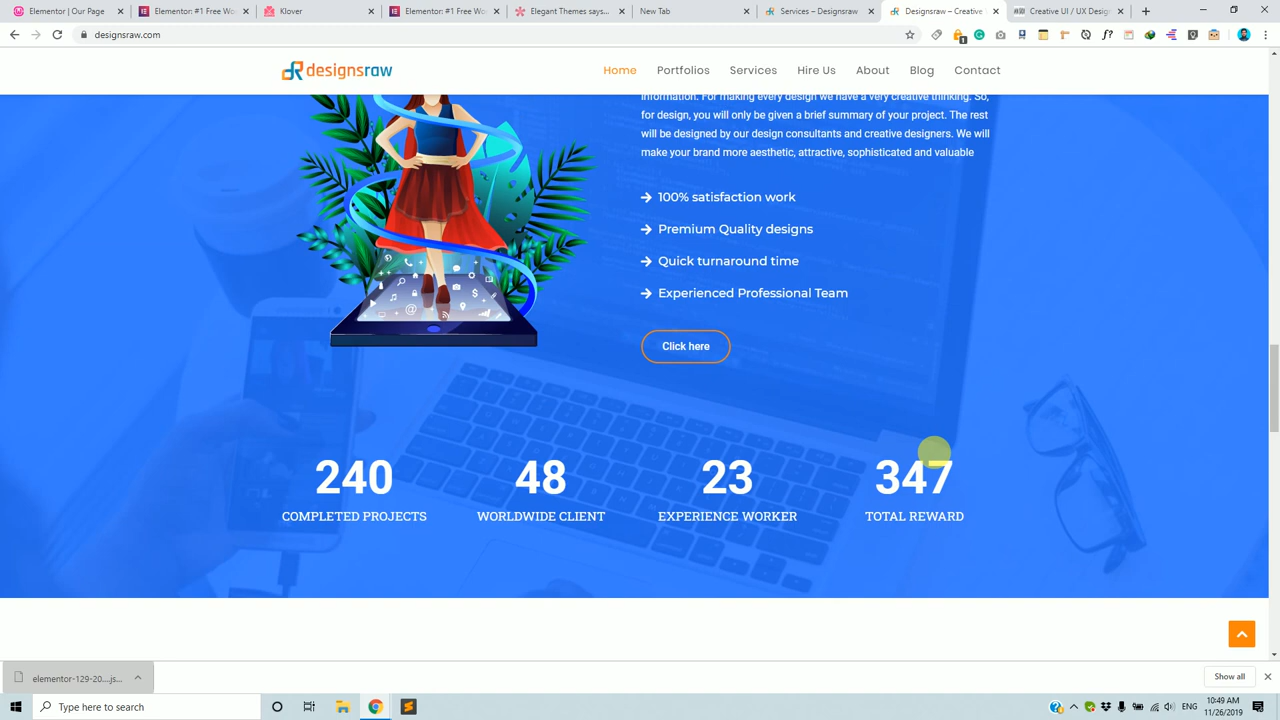 Elementor | Our Page
Elementor: #1 Free Wo
Klover
Elementor: #1 Free Wo
Elegant Themes says...
New Tab
Services – Designsraw
Designsraw – Creative
Creative UI / UX Desig
designsraw.com
designsraw
Home
Portfolios
Services
Hire Us
About
Blog
Contact
information. For making every design we have a very creative thinking. So,
for design, you will only be given a brief summary of your project. The rest
will be designed by our design consultants and creative designers. We will
make your brand more aesthetic, attractive, sophisticated and valuable
100% satisfaction work
Premium Quality designs
Quick turnaround time
Experienced Professional Team
Click here
240
48
23
347
COMPLETED PROJECTS
WORLDWIDE CLIENT
EXPERIENCE WORKER
TOTAL REWARD
elementor-129-20....js...
Show all
Type here to search
ENG
10:49 AM
11/26/2019